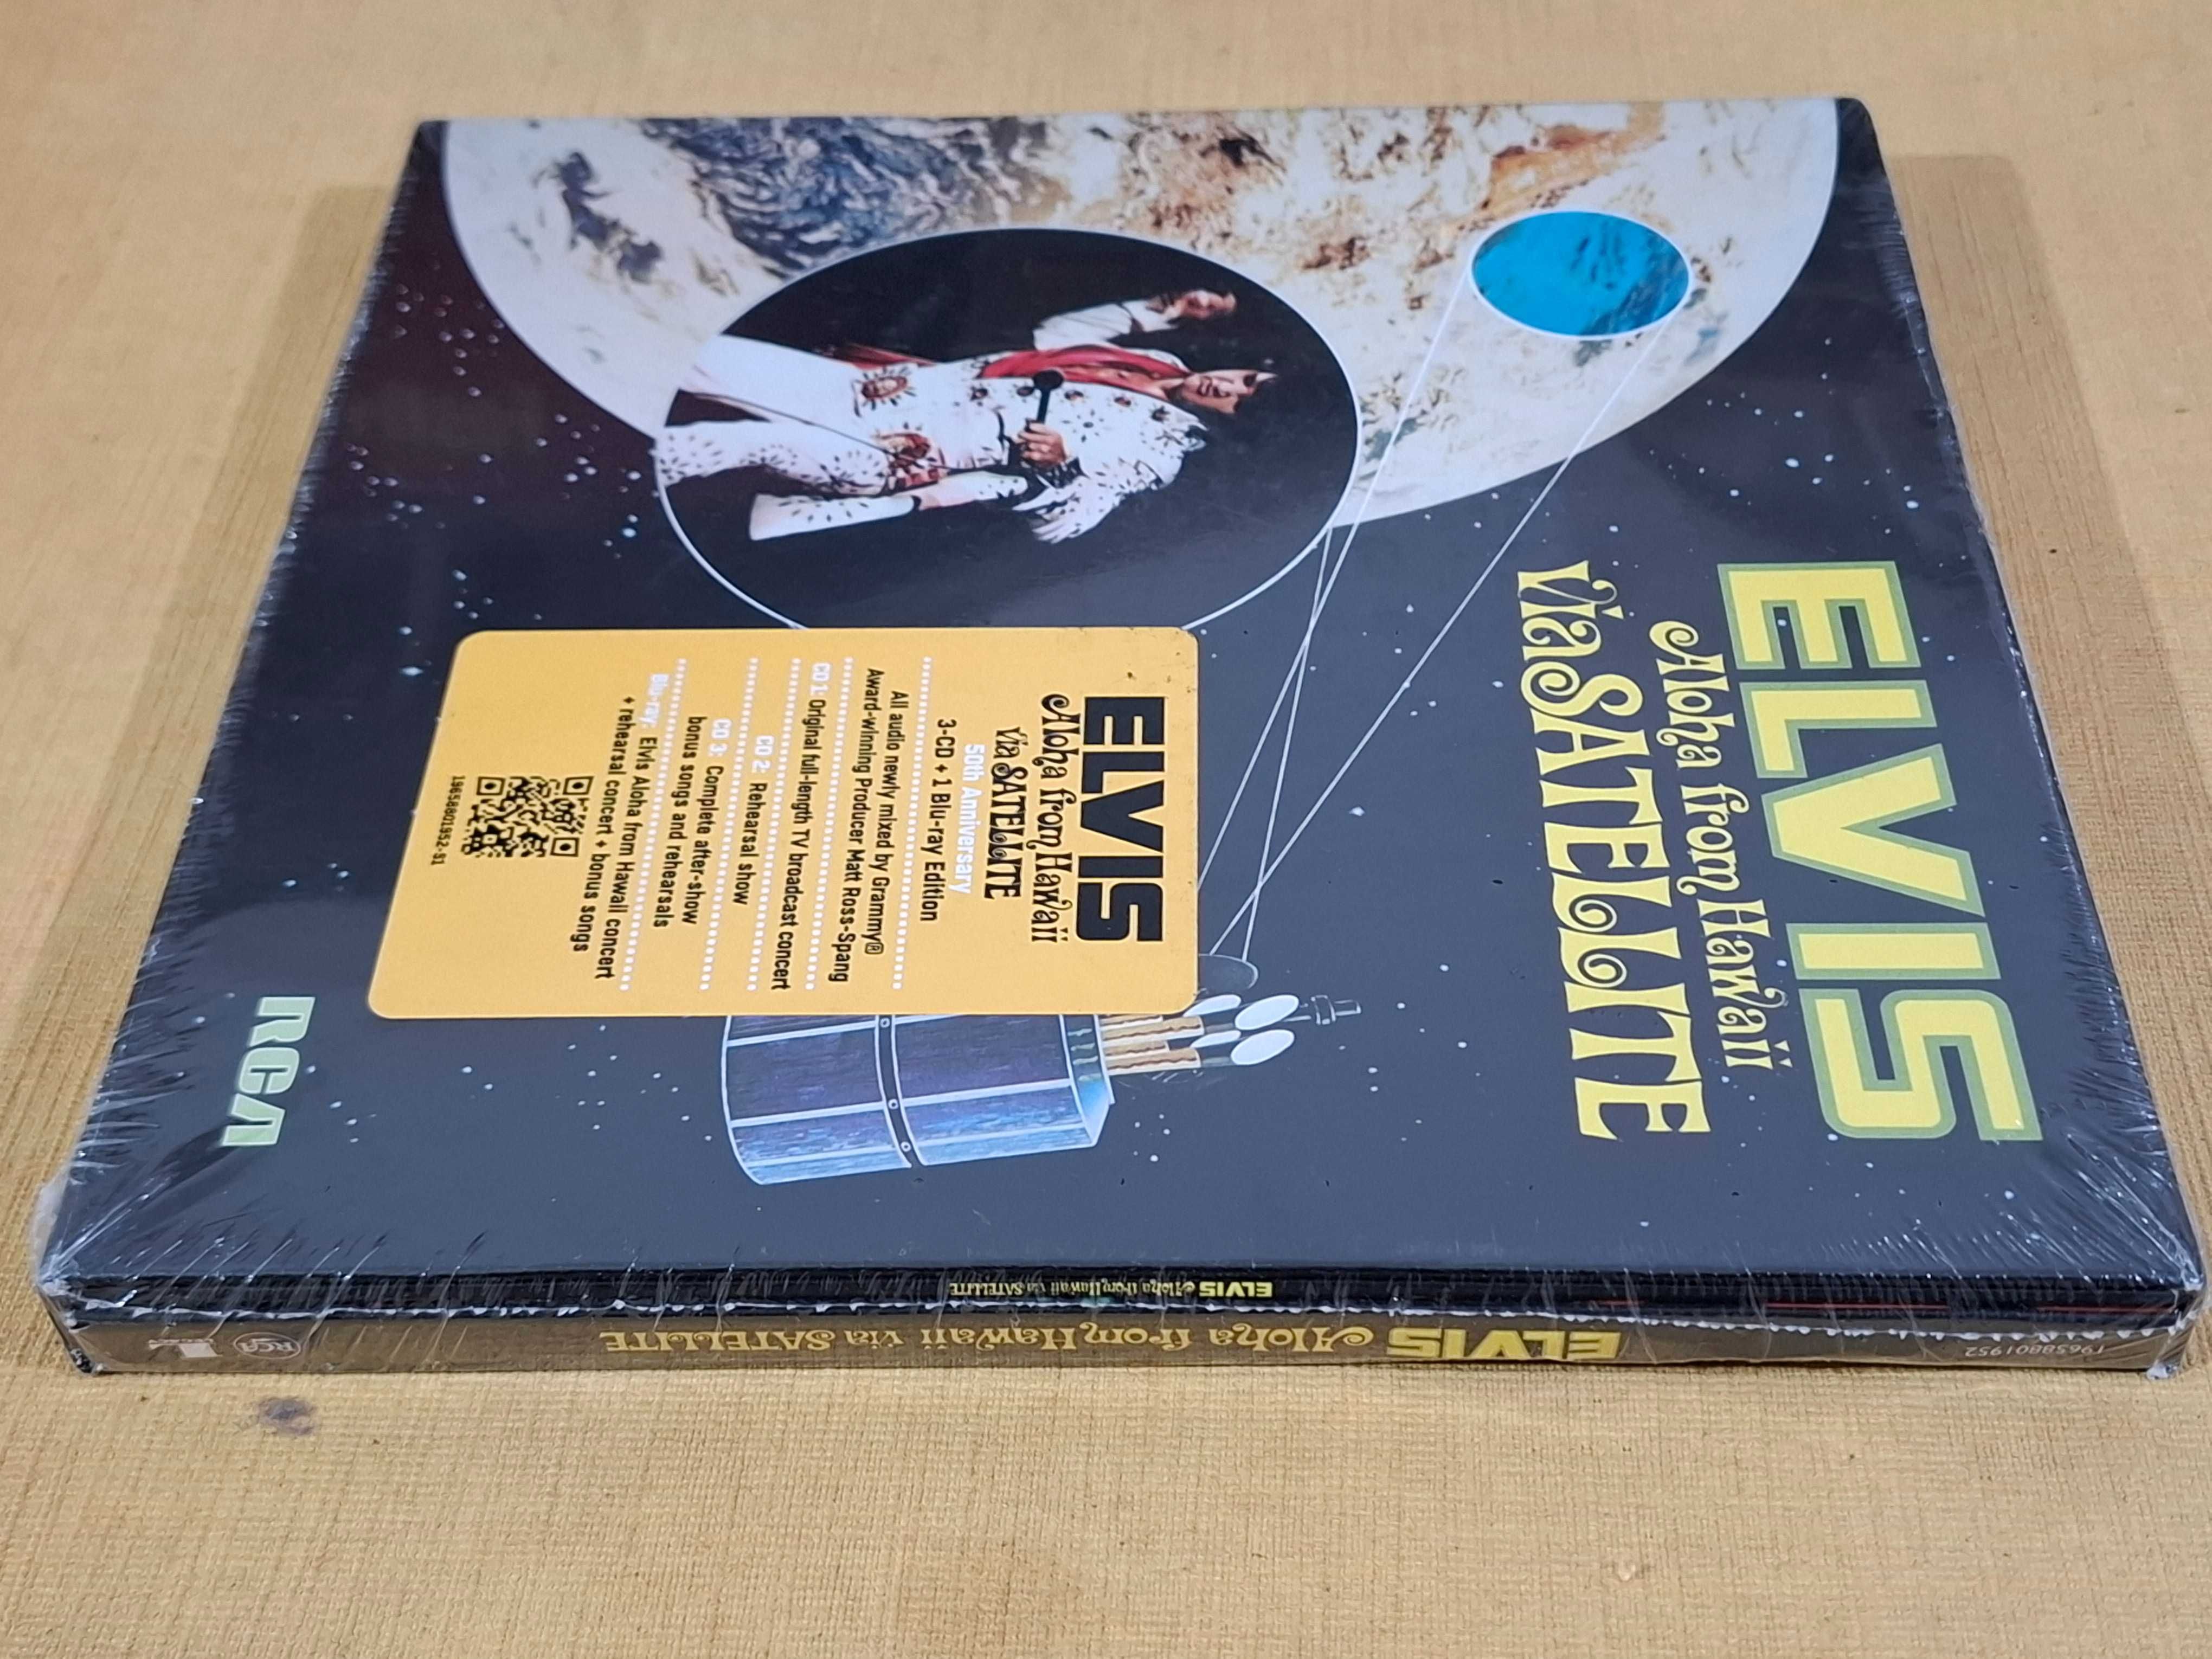 ELVIS
Aloha from Hawaii
via SATELLITE
ELVIS
Aloha from Hawaii
via SATELLITE
50th Anniversary
3-CD + 1 Blu-ray Edition
All audio newly mixed by Grammy®
Award-winning Producer Matt Ross-Spang
CD 1: Original full-length TV broadcast concert
CD 2: Rehearsal show
CD 3: Complete after-show
bonus songs and rehearsals
Blu-ray: Elvis Aloha from Hawaii concert
+ rehearsal concert + bonus songs
19658801952-S1
RCA
ELVIS Aloha from Hawaii via SATELLITE
19658801952 ELVIS Aloha from Hawaii via SATELLITE RCA